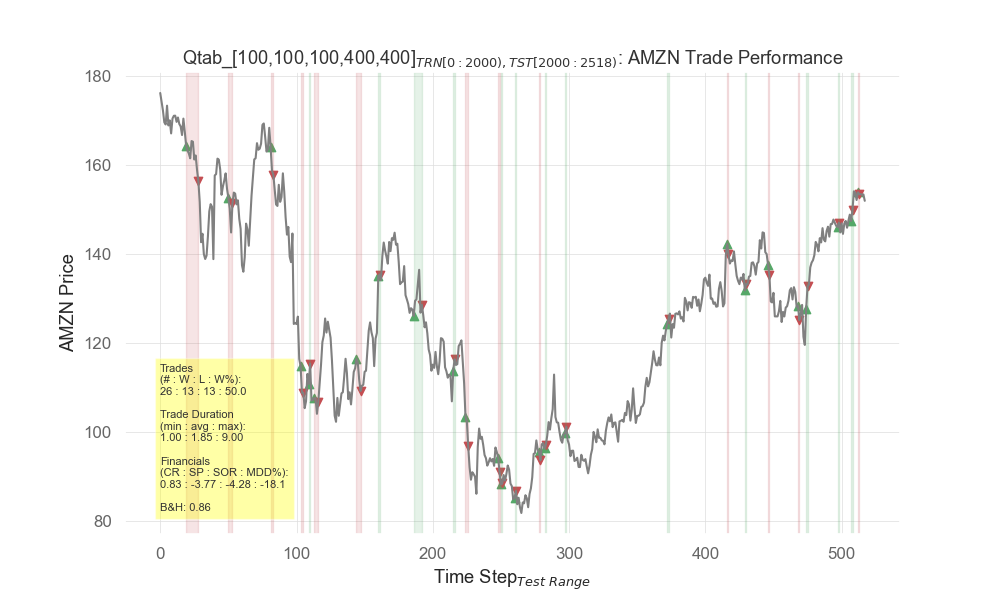 Qtab_[100,100,100,400,400]TRN[0 : 2000), TST[2000 : 2518) : AMZN Trade Performance
180
160
140
120
100
80
AMZN Price
Trades
(# : W : L : W%):
26 : 13 : 13 : 50.0
Trade Duration
(min : avg : max):
1.00 : 1.85 : 9.00
Financials
(CR : SP : SOR : MDD%):
0.83 : -3.77 : -4.28 : -18.1
B&H: 0.86
0 100 200 300 400 500
Time Step Test Range